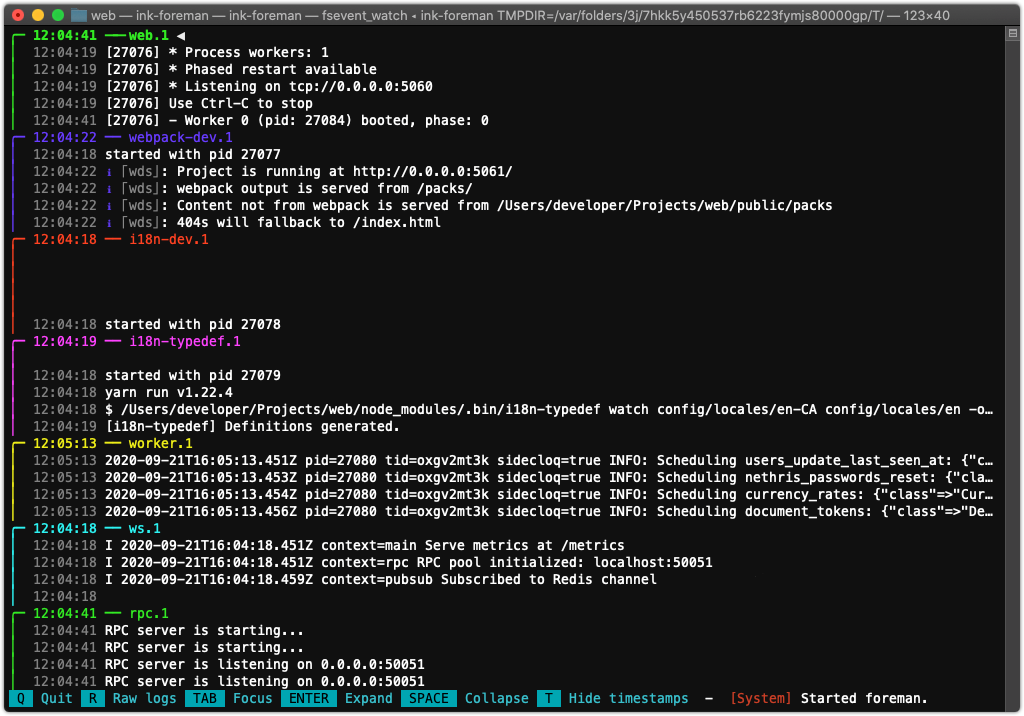 web — ink-foreman — ink-foreman — fsevent_watch ◂ ink-foreman TMPDIR=/var/folders/3j/7hkk5y450537rb6223fymjs80000gp/T/ — 123×40
12:04:41 ── web.1 ◀
12:04:19 [27076] * Process workers: 1
12:04:19 [27076] * Phased restart available
12:04:19 [27076] * Listening on tcp://0.0.0.0:5060
12:04:19 [27076] Use Ctrl-C to stop
12:04:41 [27076] - Worker 0 (pid: 27084) booted, phase: 0
12:04:22 ── webpack-dev.1
12:04:18 started with pid 27077
12:04:22 ℹ ｢wds｣: Project is running at http://0.0.0.0:5061/
12:04:22 ℹ ｢wds｣: webpack output is served from /packs/
12:04:22 ℹ ｢wds｣: Content not from webpack is served from /Users/developer/Projects/web/public/packs
12:04:22 ℹ ｢wds｣: 404s will fallback to /index.html
12:04:18 ── i18n-dev.1
12:04:18 started with pid 27078
12:04:19 ── i18n-typedef.1
12:04:18 started with pid 27079
12:04:18 yarn run v1.22.4
12:04:18 $ /Users/developer/Projects/web/node_modules/.bin/i18n-typedef watch config/locales/en-CA config/locales/en -o…
12:04:19 [i18n-typedef] Definitions generated.
12:05:13 ── worker.1
12:05:13 2020-09-21T16:05:13.451Z pid=27080 tid=oxgv2mt3k sidecloq=true INFO: Scheduling users_update_last_seen_at: {"c…
12:05:13 2020-09-21T16:05:13.453Z pid=27080 tid=oxgv2mt3k sidecloq=true INFO: Scheduling nethris_passwords_reset: {"cla…
12:05:13 2020-09-21T16:05:13.454Z pid=27080 tid=oxgv2mt3k sidecloq=true INFO: Scheduling currency_rates: {"class"=>"Cur…
12:05:13 2020-09-21T16:05:13.456Z pid=27080 tid=oxgv2mt3k sidecloq=true INFO: Scheduling document_tokens: {"class"=>"De…
12:04:18 ── ws.1
12:04:18 I 2020-09-21T16:04:18.451Z context=main Serve metrics at /metrics
12:04:18 I 2020-09-21T16:04:18.451Z context=rpc RPC pool initialized: localhost:50051
12:04:18 I 2020-09-21T16:04:18.459Z context=pubsub Subscribed to Redis channel
12:04:18
12:04:41 ── rpc.1
12:04:41 RPC server is starting...
12:04:41 RPC server is starting...
12:04:41 RPC server is listening on 0.0.0.0:50051
12:04:41 RPC server is listening on 0.0.0.0:50051
Q Quit R Raw logs TAB Focus ENTER Expand SPACE Collapse T Hide timestamps – [System] Started foreman.